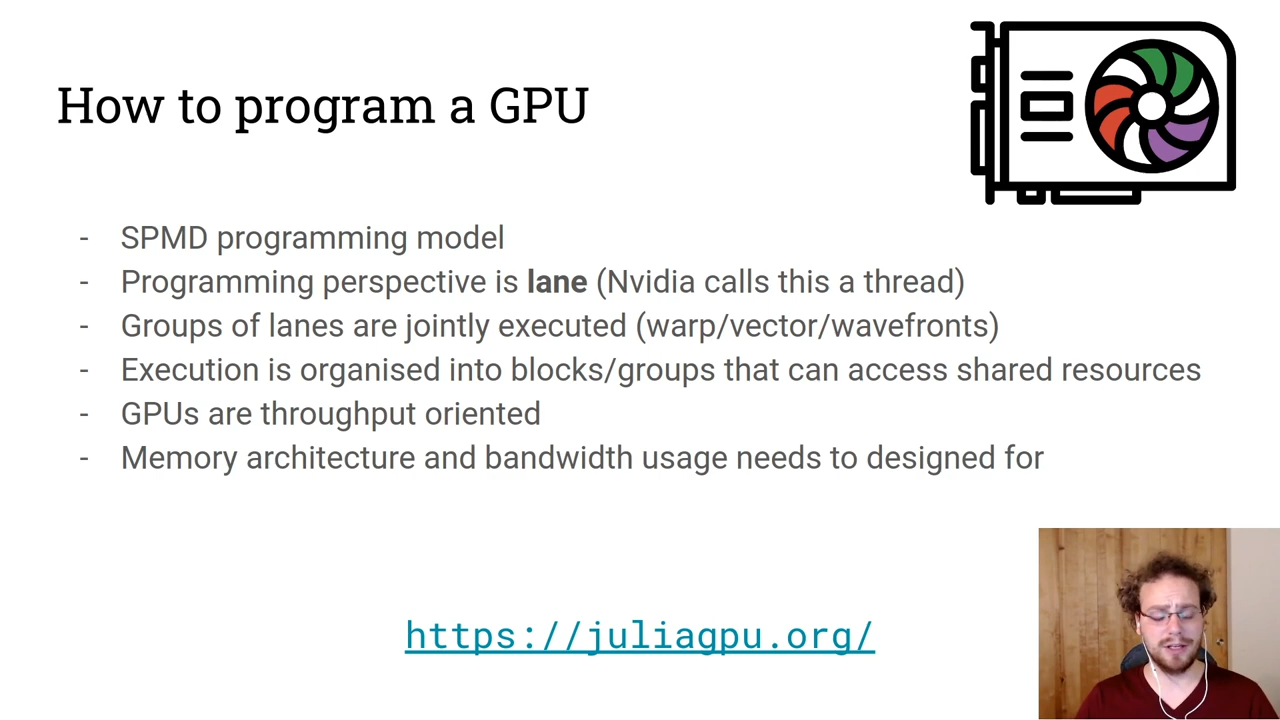 How to program a GPU
- SPMD programming model
- Programming perspective is lane (Nvidia calls this a thread)
- Groups of lanes are jointly executed (warp/vector/wavefronts)
- Execution is organised into blocks/groups that can access shared resources
- GPUs are throughput oriented
- Memory architecture and bandwidth usage needs to designed for
https://juliagpu.org/